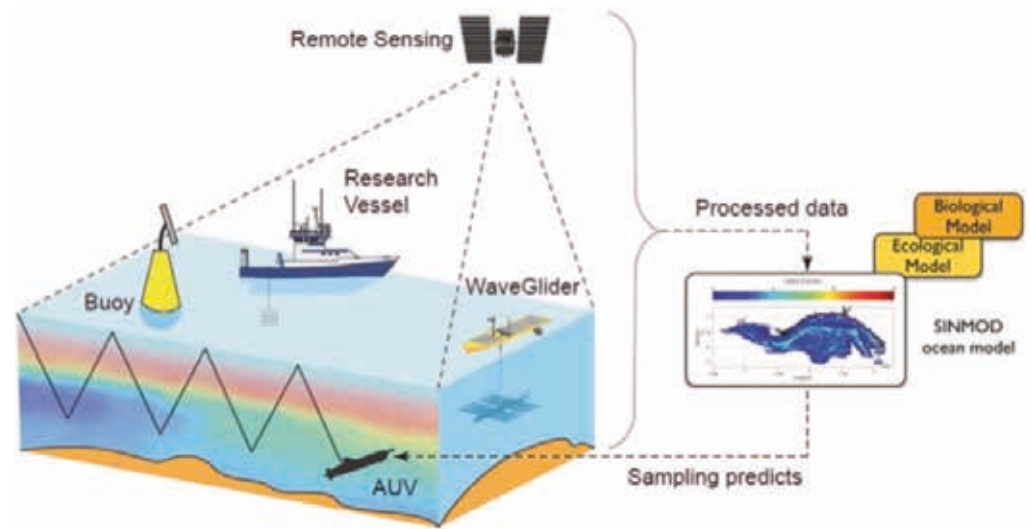 Remote Sensing
Research
Vessel
Processed data
Biological
Model
Ecological
Model
Buoy
WaveGlider
SINMOD
ocean model
AUV
Sampling predicts